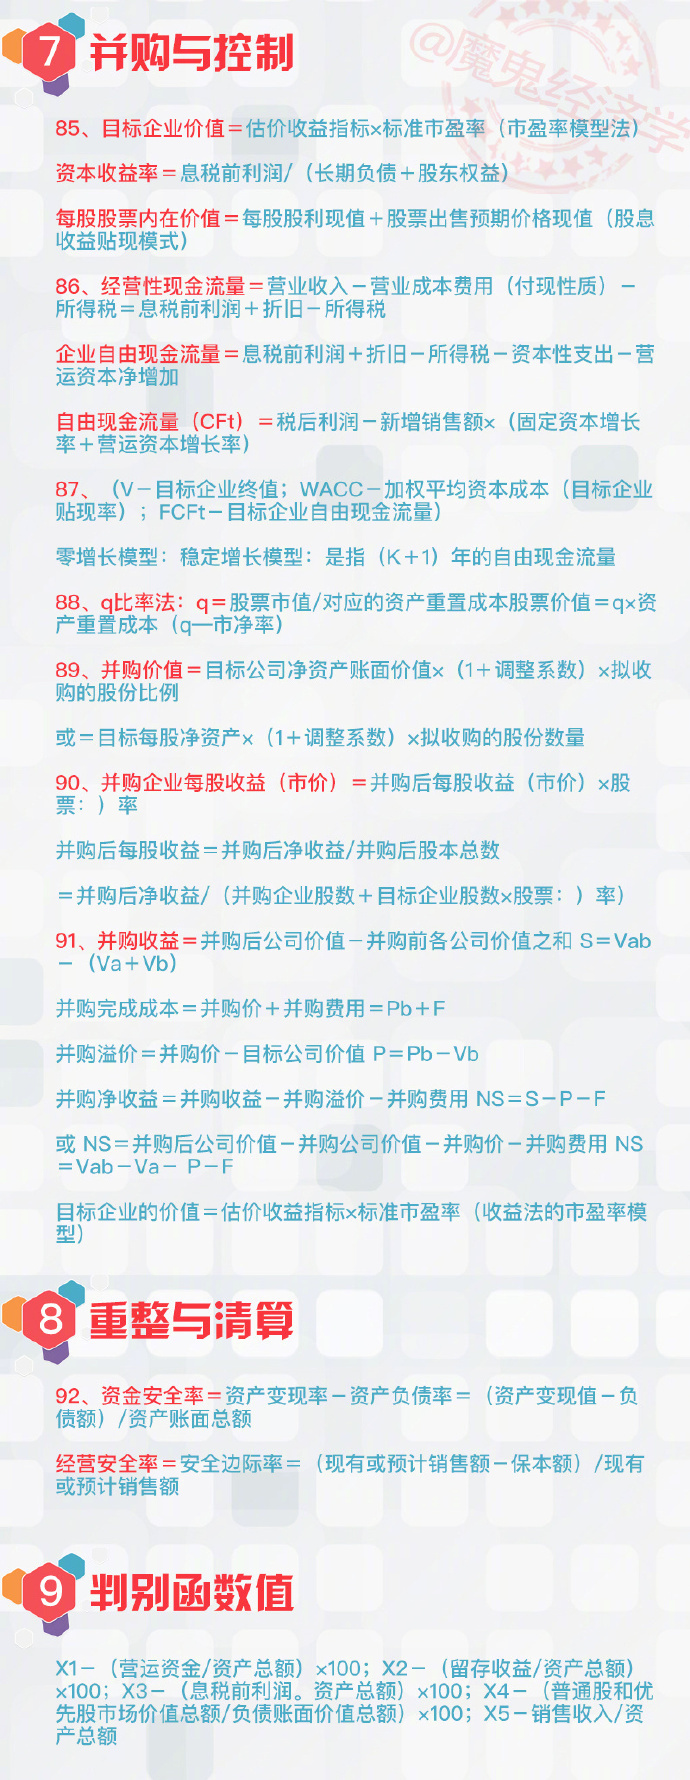 @魔鬼经济学
7 并购与控制
85、目标企业价值＝估价收益指标×标准市盈率（市盈率模型法）
资本收益率＝息税前利润/（长期负债＋股东权益）
每股股票内在价值＝每股股利现值＋股票出售预期价格现值（股息
收益贴现模式）
86、经营性现金流量＝营业收入－营业成本费用（付现性质）－
所得税＝息税前利润＋折旧－所得税
企业自由现金流量＝息税前利润＋折旧－所得税－资本性支出－营
运资本净增加
自由现金流量（CFt）＝税后利润－新增销售额×（固定资本增长
率＋营运资本增长率）
87、（V－目标企业终值；WACC－加权平均资本成本（目标企业
贴现率）；FCFt－目标企业自由现金流量）
零增长模型：稳定增长模型：是指（K＋1）年的自由现金流量
88、q比率法：q＝股票市值/对应的资产重置成本股票价值＝q×资
产重置成本（q—市净率）
89、并购价值＝目标公司净资产账面价值×（1＋调整系数）×拟收
购的股份比例
或＝目标每股净资产×（1＋调整系数）×拟收购的股份数量
90、并购企业每股收益（市价）＝并购后每股收益（市价）×股
票：）率
并购后每股收益＝并购后净收益/并购后股本总数
＝并购后净收益/（并购企业股数＋目标企业股数×股票：）率）
91、并购收益＝并购后公司价值－并购前各公司价值之和 S＝Vab
－（Va＋Vb）
并购完成成本＝并购价＋并购费用＝Pb＋F
并购溢价＝并购价－目标公司价值 P＝Pb－Vb
并购净收益＝并购收益－并购溢价－并购费用 NS＝S－P－F
或 NS＝并购后公司价值－并购公司价值－并购价－并购费用 NS
＝Vab－Va－ P－F
目标企业的价值＝估价收益指标×标准市盈率（收益法的市盈率模
型）
8 重整与清算
92、资金安全率＝资产变现率－资产负债率＝（资产变现值－负
债额）/资产账面总额
经营安全率＝安全边际率＝（现有或预计销售额－保本额）/现有
或预计销售额
9 判别函数值
X1－（营运资金/资产总额）×100；X2－（留存收益/资产总额）
×100；X3－（息税前利润。资产总额）×100；X4－（普通股和优
先股市场价值总额/负债账面价值总额）×100；X5－销售收入/资
产总额